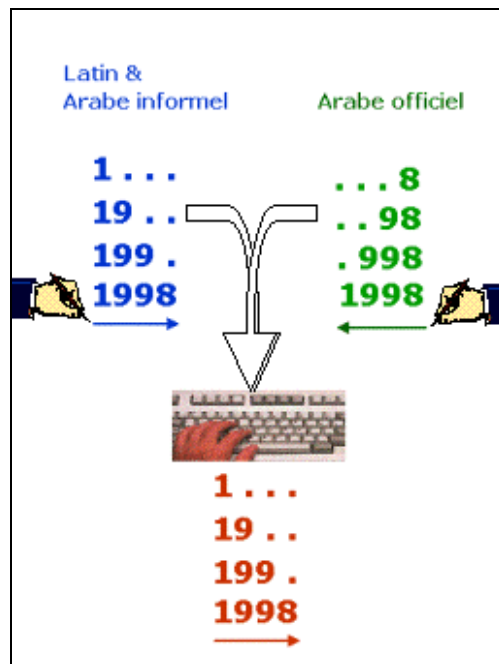 Latin &
Arabe informel
1 . . .
19 . .
199 .
1998
Arabe officiel
. . . 8
. . 98
. 998
1998
1 . . .
19 . .
199 .
1998